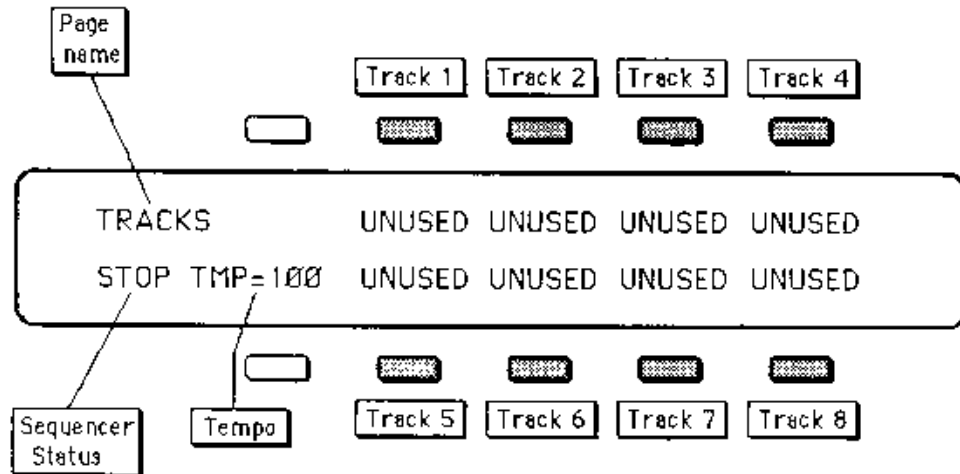 Page
name
Track 1 Track 2 Track 3 Track 4
TRACKS UNUSED UNUSED UNUSED UNUSED
STOP TMP=100 UNUSED UNUSED UNUSED UNUSED
Sequencer
Status
Tempo
Track 5 Track 6 Track 7 Track 8